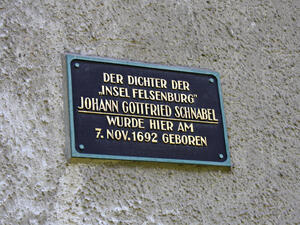 DER DICHTER DER
„INSEL FELSENBURG"
JOHANN GOTTFRIED SCHNABEL
WURDE HIER AM
7. NOV. 1692 GEBOREN